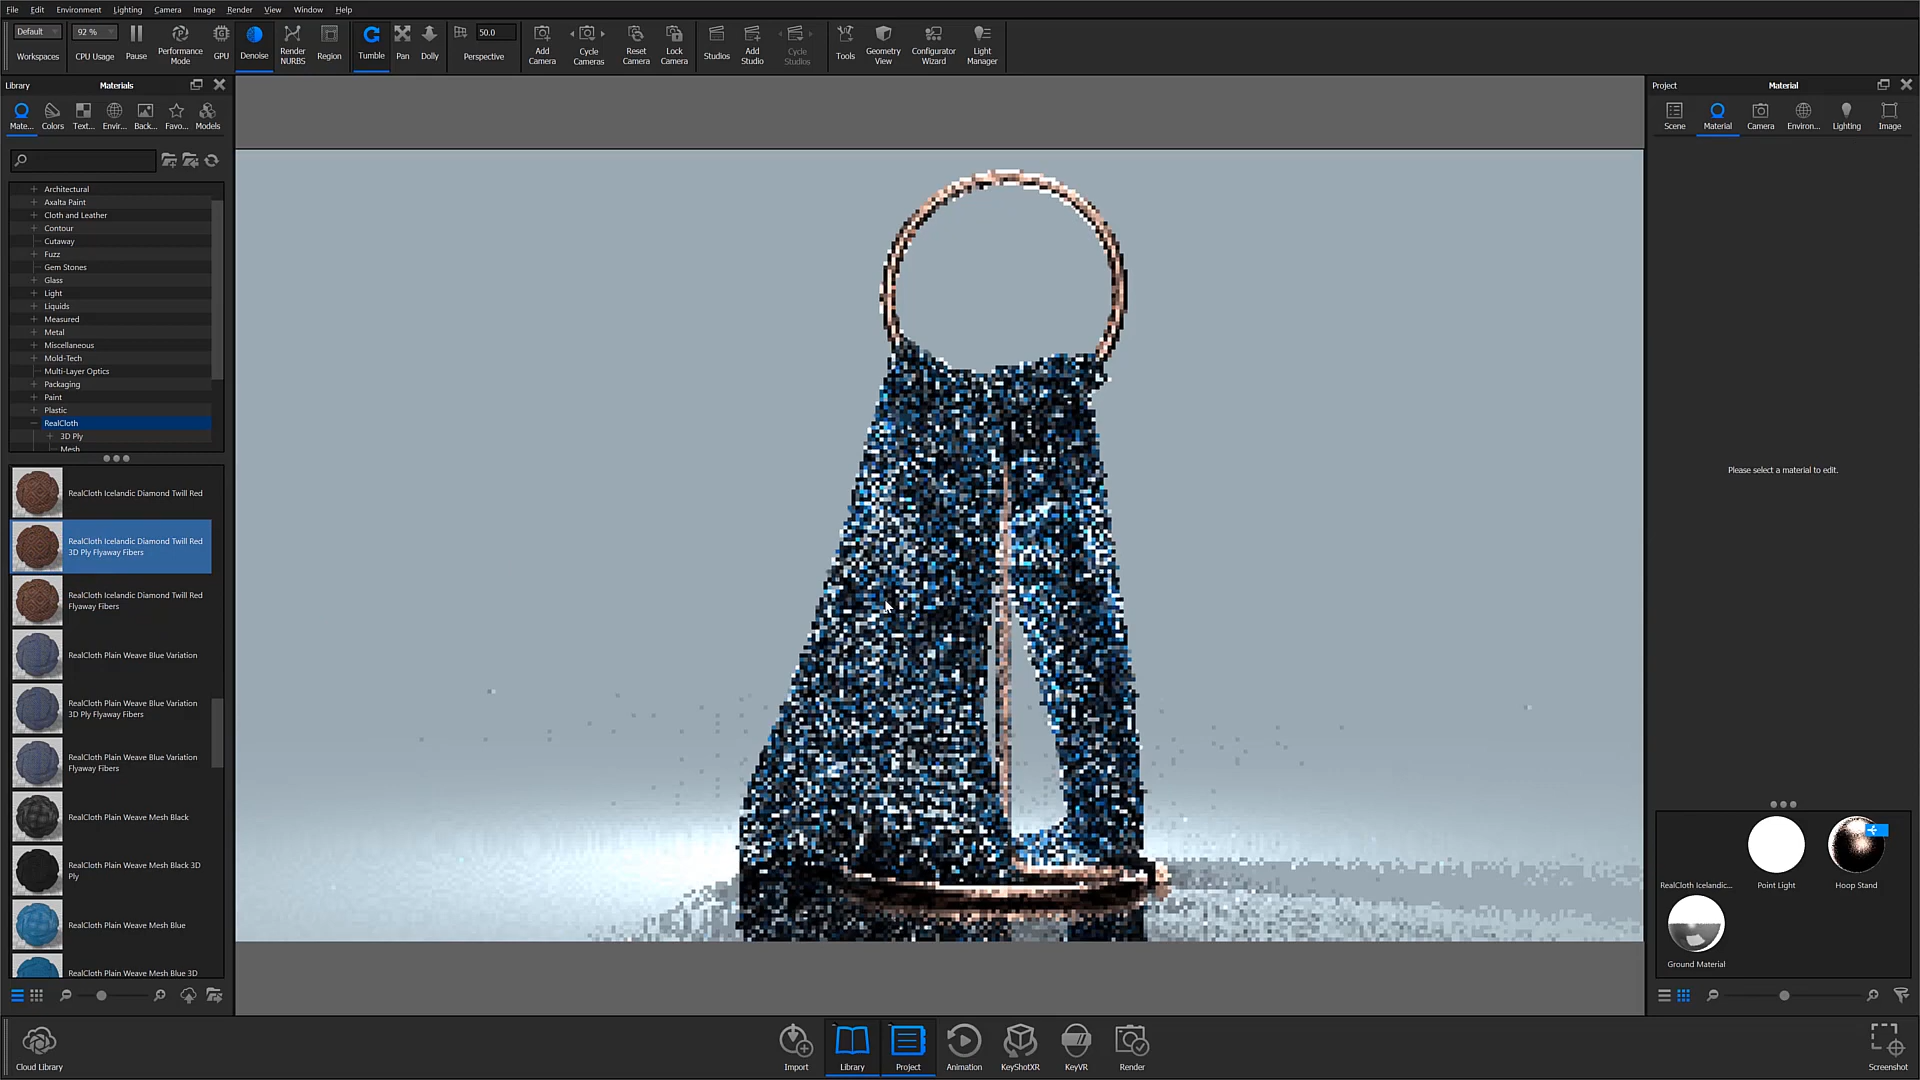 File Edit Environment Lighting Camera Image Render View Window Help
Default 92 % 50.0
Workspaces CPU Usage Pause Performance Mode GPU Denoise Render NURBS Region Tumble Pan Dolly Perspective Add Camera Cycle Cameras Reset Camera Lock Camera Studios Add Studio Cycle Studios Tools Geometry View Configurator Wizard Light Manager
Library Materials
Mate... Colors Text... Envir... Back... Favo... Models
Architectural
Axalta Paint
Cloth and Leather
Contour
Cutaway
Fuzz
Gem Stones
Glass
Light
Liquids
Measured
Metal
Miscellaneous
Mold-Tech
Multi-Layer Optics
Packaging
Paint
Plastic
RealCloth
3D Ply
Mesh
RealCloth Icelandic Diamond Twill Red
RealCloth Icelandic Diamond Twill Red
3D Ply Flyaway Fibers
RealCloth Icelandic Diamond Twill Red
Flyaway Fibers
RealCloth Plain Weave Blue Variation
RealCloth Plain Weave Blue Variation
3D Ply Flyaway Fibers
RealCloth Plain Weave Blue Variation
Flyaway Fibers
RealCloth Plain Weave Mesh Black
RealCloth Plain Weave Mesh Black 3D
Ply
RealCloth Plain Weave Mesh Blue
RealCloth Plain Weave Mesh Blue 3D
Project Material
Scene Material Camera Environ... Lighting Image
Please select a material to edit.
RealCloth Icelandic... Point Light Hoop Stand
Ground Material
Cloud Library Import Library Project Animation KeyShotXR KeyVR Render Screenshot